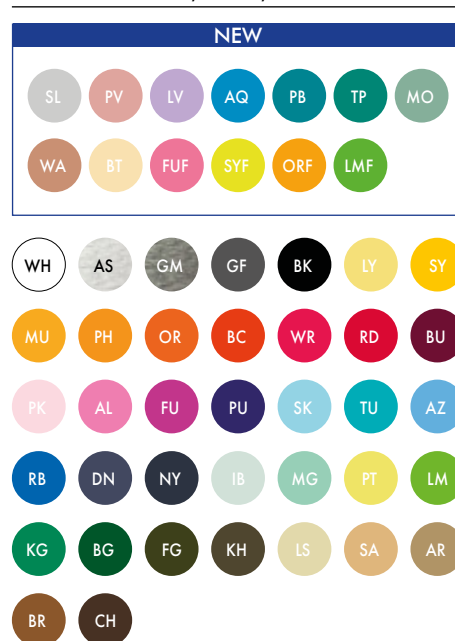 NEW
SL PV LV AQ PB TP MO
WA BT FUF SYF ORF LMF
WH AS GM GF BK LY SY
MU PH OR BC WR RD BU
PK AL FU PU SK TU AZ
RB DN NY IB MG PT LM
KG BG FG KH LS SA AR
BR CH